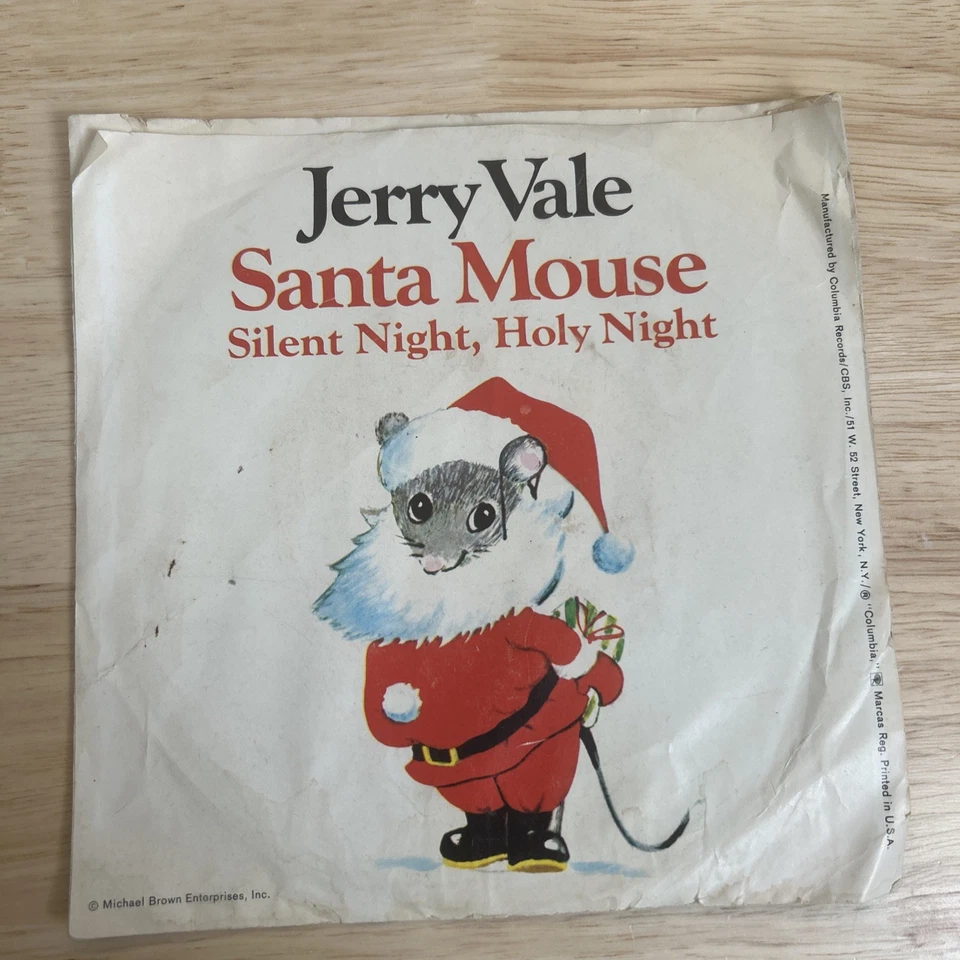 Jerry Vale
Santa Mouse
Silent Night, Holy Night
Manufactured by Columbia Records/CBS, Inc./51 W. 52 Street, New York, N.Y./® "Columbia," Marcas Reg. Printed in U.S.A.
© Michael Brown Enterprises, Inc.